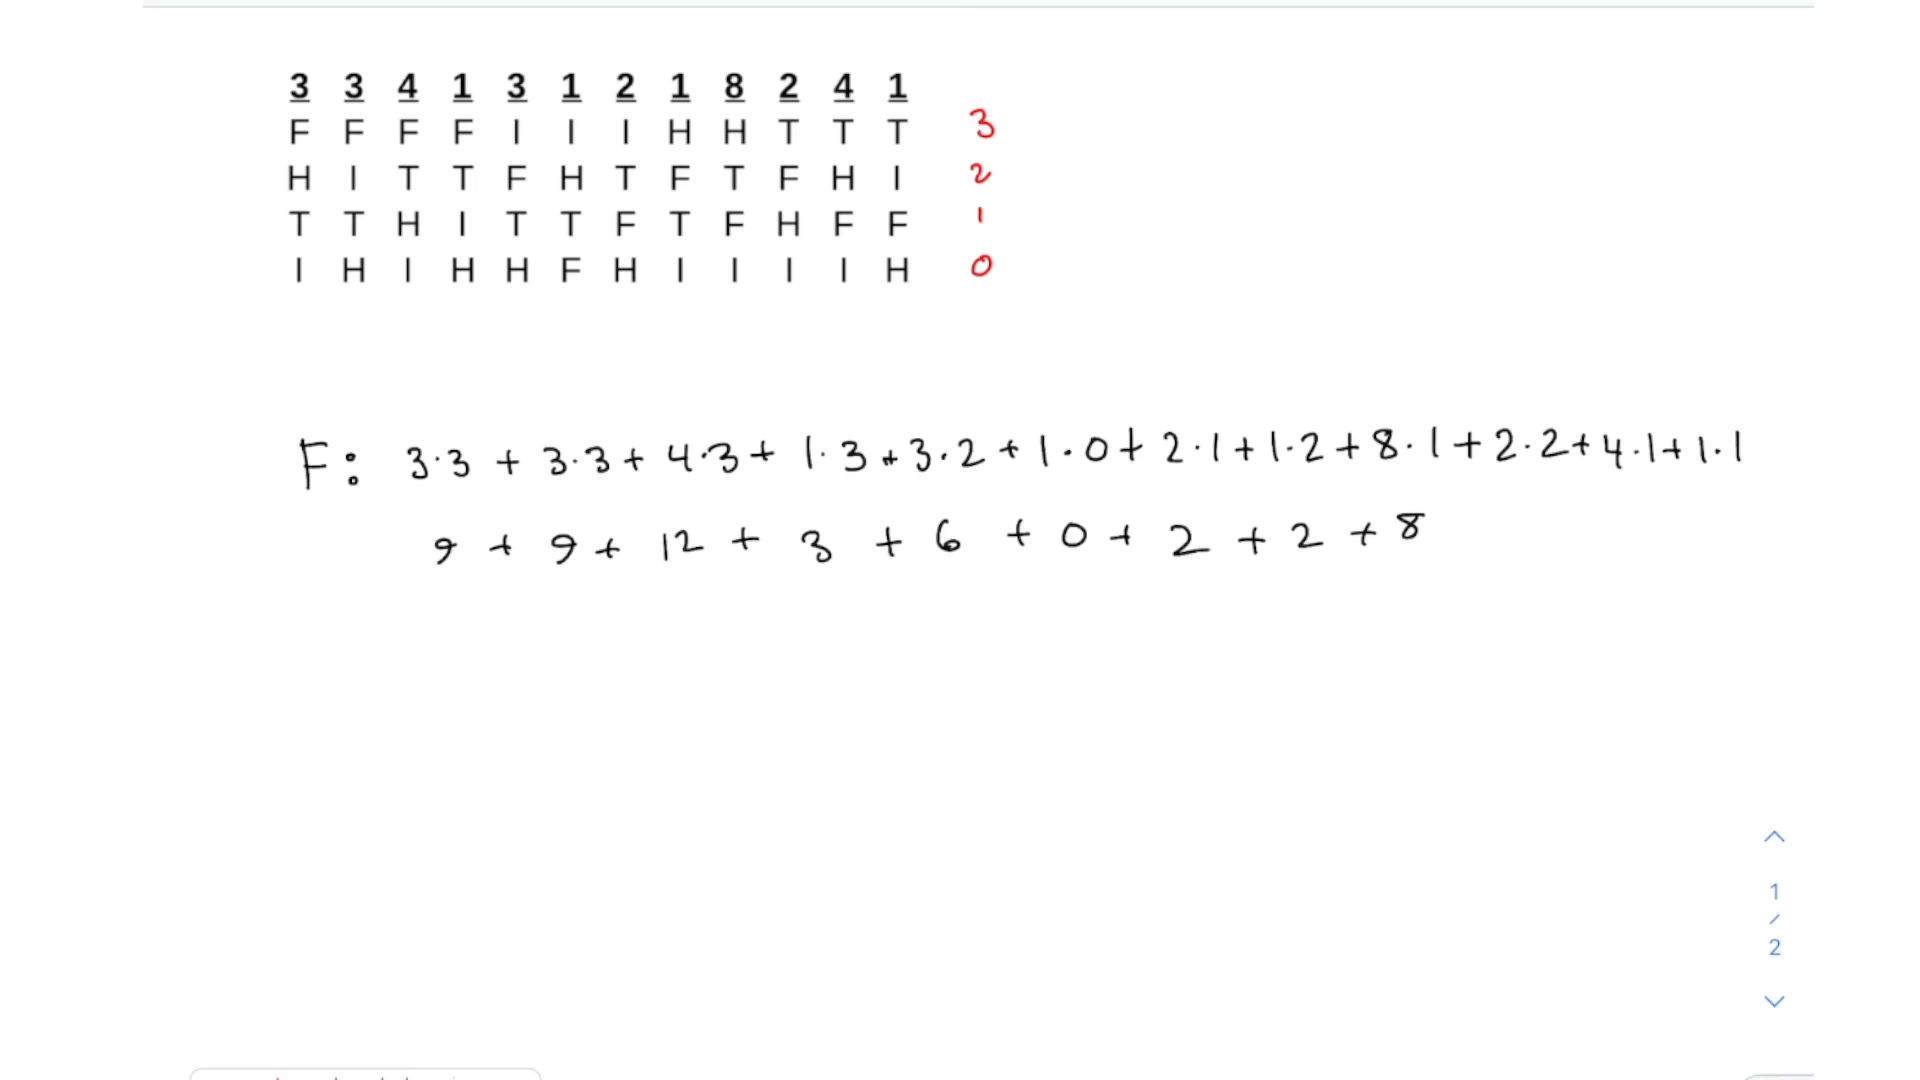 3 3 4 1 3 1 2 1 8 2 4 1
F F F F I I I H H T T T 3
H I T T F H T F T F H I 2
T T H I T T F T F H F F 1
I H I H H F H I I I I H 0
F: 3·3 + 3·3 + 4·3 + 1·3 + 3·2 + 1·0 + 2·1 + 1·2 + 8·1 + 2·2 + 4·1 + 1·1
9 + 9 + 12 + 3 + 6 + 0 + 2 + 2 + 8
1
/
2